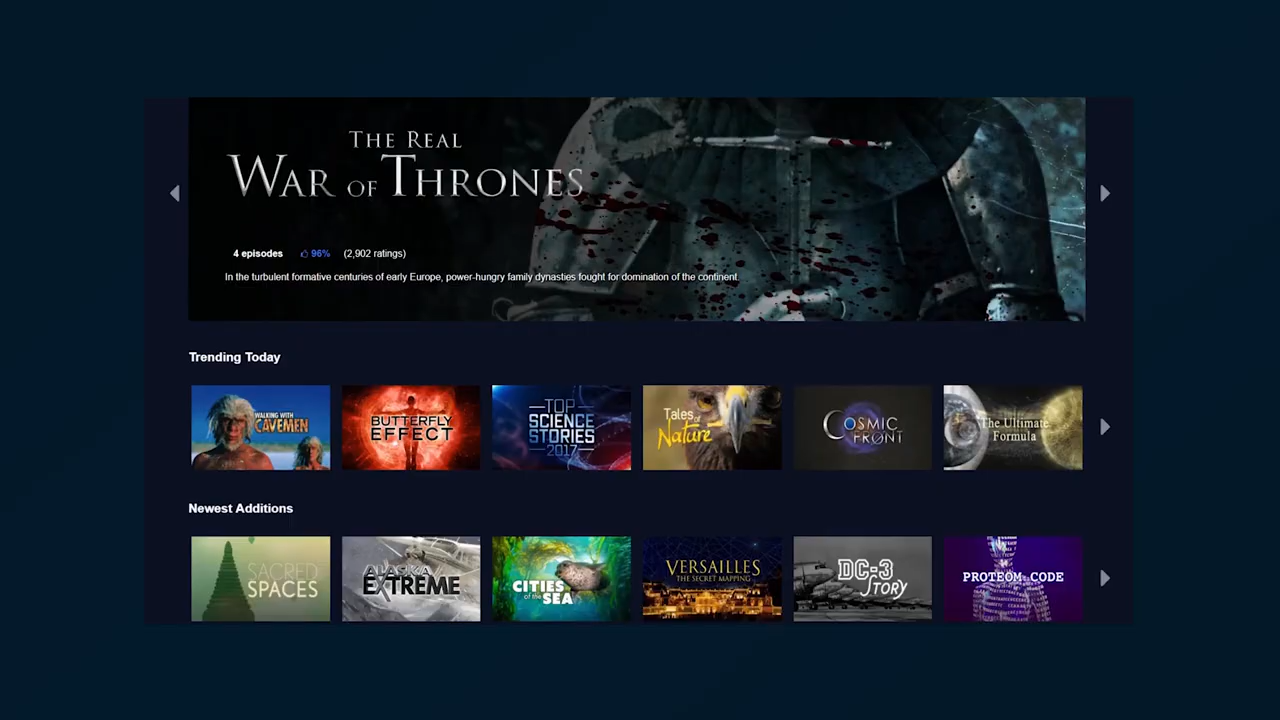 THE REAL
WAR OF THRONES
4 episodes 96% (2,902 ratings)
In the turbulent formative centuries of early Europe, power-hungry family dynasties fought for domination of the continent.
Trending Today
WALKING WITH
CAVEMEN
BUTTERFLY
EFFECT
TOP
SCIENCE
STORIES
2017
Tales of
Nature
COSMIC
FRONT
The Ultimate
Formula
Newest Additions
SACRED
SPACES
ALASKA
EXTREME
CITIES
of the SEA
VERSAILLES
THE SECRET MAPPING
DC-3
STORY
PROTEOM: CODE